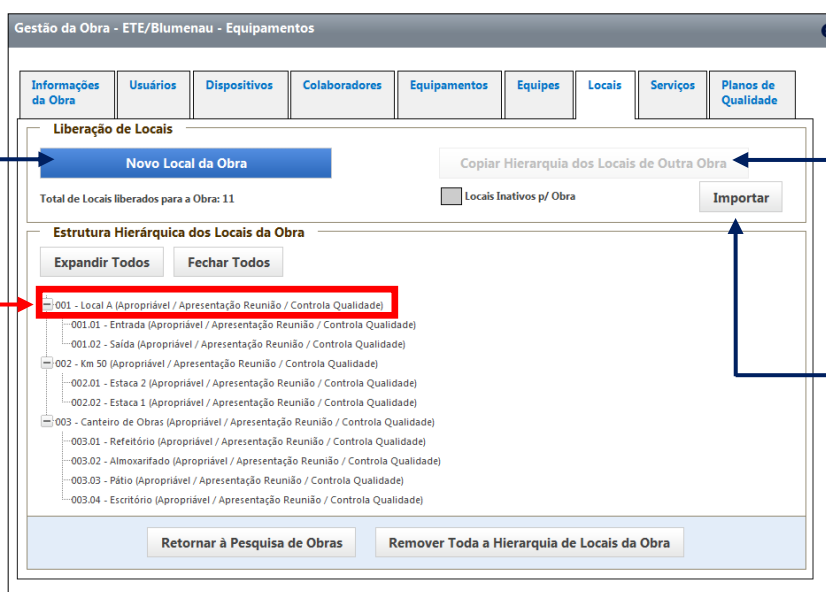 Gestão da Obra - ETE/Blumenau - Equipamentos
Informações da Obra
Usuários
Dispositivos
Colaboradores
Equipamentos
Equipes
Locais
Serviços
Planos de Qualidade
Liberação de Locais
Novo Local da Obra
Copiar Hierarquia dos Locais de Outra Obra
Total de Locais liberados para a Obra: 11
Locais Inativos p/ Obra
Importar
Estrutura Hierárquica dos Locais da Obra
Expandir Todos
Fechar Todos
001 - Local A (Apropriável / Apresentação Reunião / Controla Qualidade)
001.01 - Entrada (Apropriável / Apresentação Reunião / Controla Qualidade)
001.02 - Saída (Apropriável / Apresentação Reunião / Controla Qualidade)
002 - Km 50 (Apropriável / Apresentação Reunião / Controla Qualidade)
002.01 - Estaca 2 (Apropriável / Apresentação Reunião / Controla Qualidade)
002.02 - Estaca 1 (Apropriável / Apresentação Reunião / Controla Qualidade)
003 - Canteiro de Obras (Apropriável / Apresentação Reunião / Controla Qualidade)
003.01 - Refeitório (Apropriável / Apresentação Reunião / Controla Qualidade)
003.02 - Almoxarifado (Apropriável / Apresentação Reunião / Controla Qualidade)
003.03 - Pátio (Apropriável / Apresentação Reunião / Controla Qualidade)
003.04 - Escritório (Apropriável / Apresentação Reunião / Controla Qualidade)
Retornar à Pesquisa de Obras
Remover Toda a Hierarquia de Locais da Obra